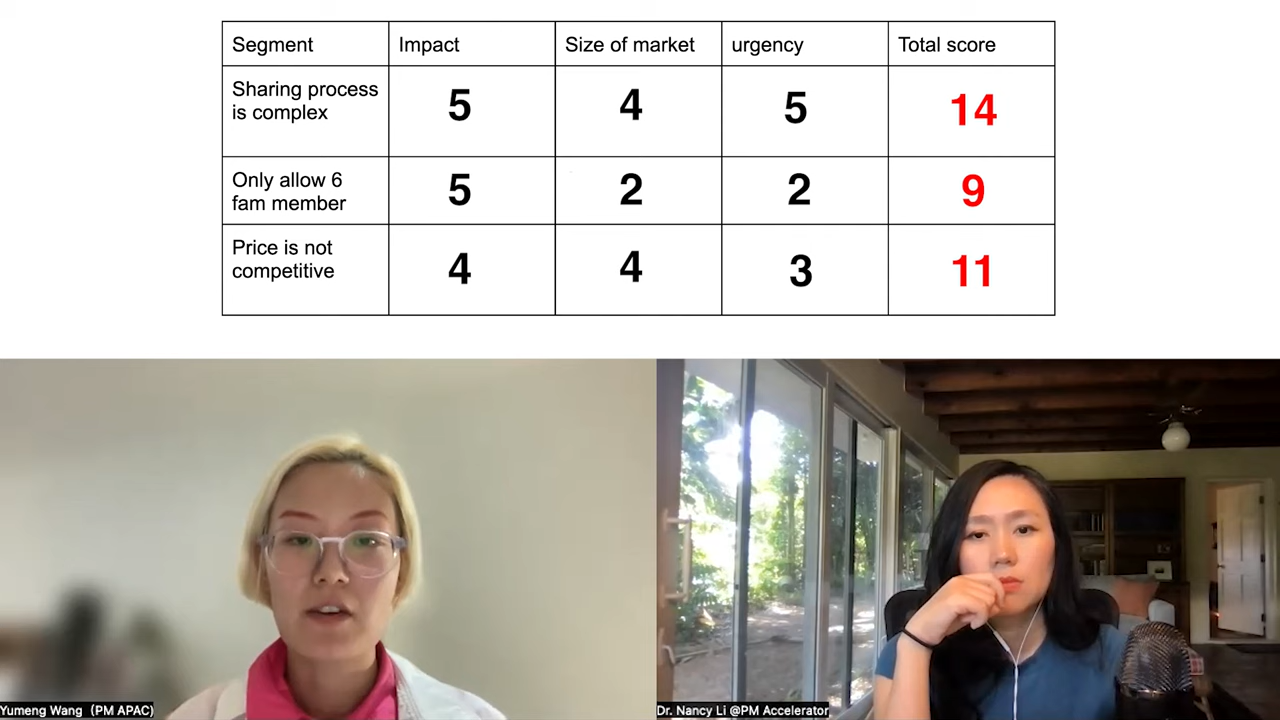 Segment Impact Size of market urgency Total score
Sharing process
is complex
5 4 5 14
Only allow 6
fam member
5 2 2 9
Price is not
competitive
4 4 3 11
Yumeng Wang（PM APAC)
Dr. Nancy Li @PM Accelerator